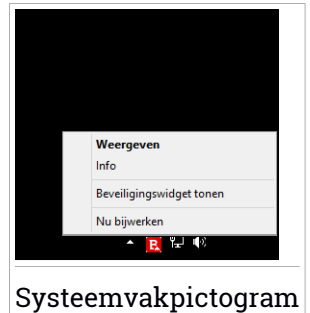 Weergeven
Info
Beveiligingswidget tonen
Nu bijwerken
B
Systeemvakpictogram